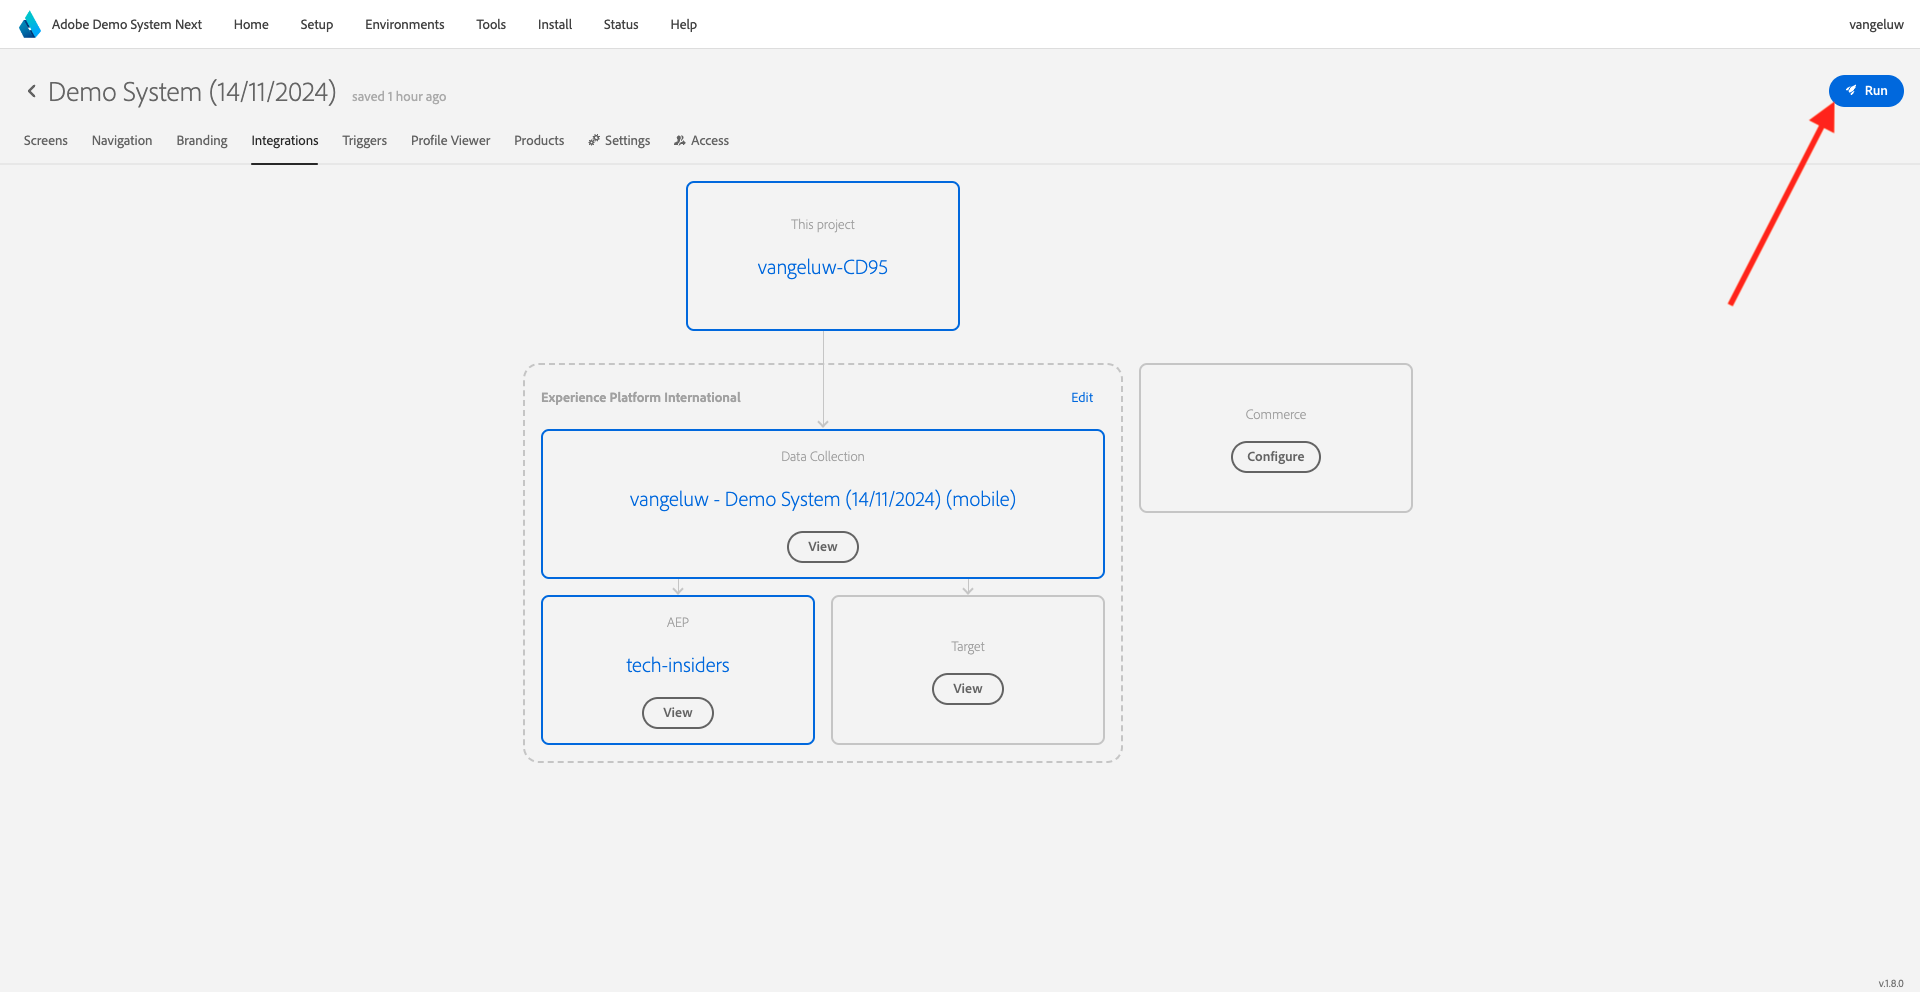 Adobe Demo System Next
Home
Setup
Environments
Tools
Install
Status
Help
vangeluw
Demo System (14/11/2024)
saved 1 hour ago
Run
Screens
Navigation
Branding
Integrations
Triggers
Profile Viewer
Products
Settings
Access
This project
vangeluw-CD95
Experience Platform International
Edit
Data Collection
vangeluw - Demo System (14/11/2024) (mobile)
View
Commerce
Configure
AEP
tech-insiders
View
Target
View
v.1.8.0